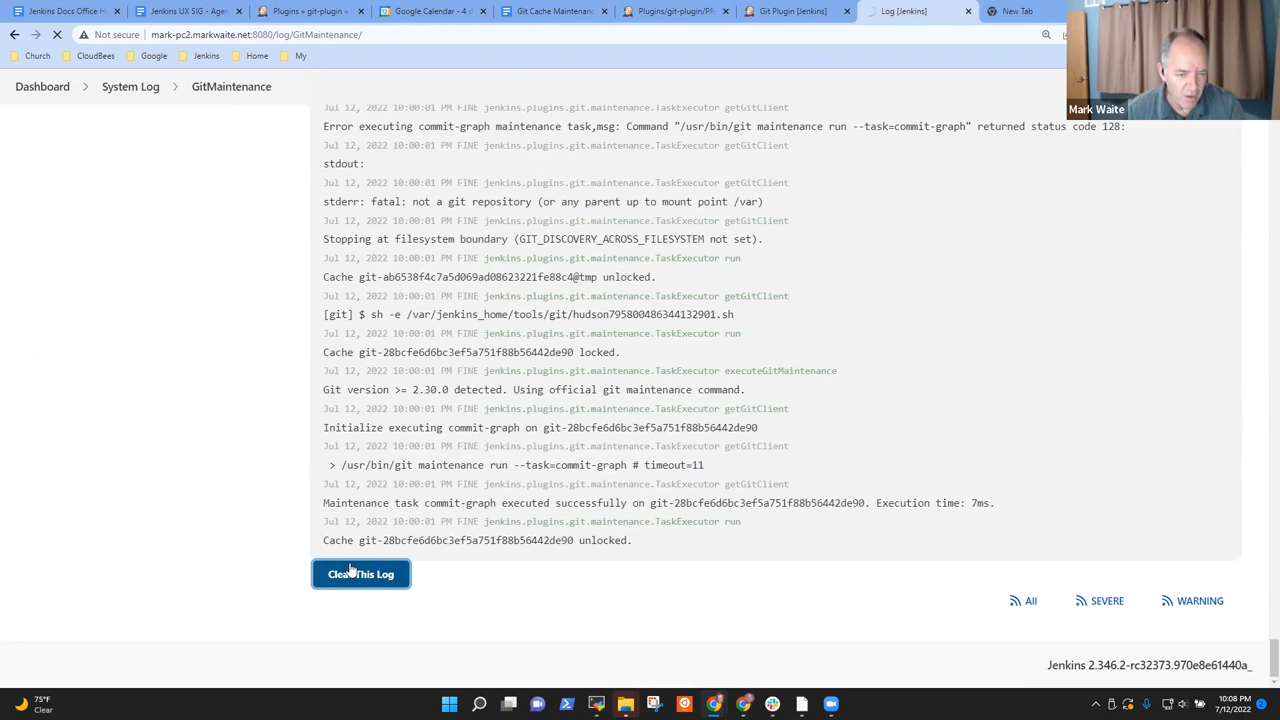 Jenkins Docs Office H
Jenkins UX SIG - Agen
Plugins » git-plugin »
Google Calendar - 4 d
Git Cache Maintenanc
Plugins/git-plugin/PR
Git Plugin [Jenkins]
Log [Jenkins]
New Tab
Not secure | mark-pc2.markwaite.net:8080/log/GitMaintenance/
Church
CloudBees
Google
Jenkins
Home
My
Mark Waite
Dashboard
System Log
GitMaintenance
Jul 12, 2022 10:00:01 PM FINE jenkins.plugins.git.maintenance.TaskExecutor getGitClient
Error executing commit-graph maintenance task,msg: Command "/usr/bin/git maintenance run --task=commit-graph" returned status code 128:
Jul 12, 2022 10:00:01 PM FINE jenkins.plugins.git.maintenance.TaskExecutor getGitClient
stdout:
Jul 12, 2022 10:00:01 PM FINE jenkins.plugins.git.maintenance.TaskExecutor getGitClient
stderr: fatal: not a git repository (or any parent up to mount point /var)
Jul 12, 2022 10:00:01 PM FINE jenkins.plugins.git.maintenance.TaskExecutor getGitClient
Stopping at filesystem boundary (GIT_DISCOVERY_ACROSS_FILESYSTEM not set).
Jul 12, 2022 10:00:01 PM FINE jenkins.plugins.git.maintenance.TaskExecutor run
Cache git-ab6538f4c7a5d069ad08623221fe88c4@tmp unlocked.
Jul 12, 2022 10:00:01 PM FINE jenkins.plugins.git.maintenance.TaskExecutor getGitClient
[git] $ sh -e /var/jenkins_home/tools/git/hudson795800486344132901.sh
Jul 12, 2022 10:00:01 PM FINE jenkins.plugins.git.maintenance.TaskExecutor run
Cache git-28bcfe6d6bc3ef5a751f88b56442de90 locked.
Jul 12, 2022 10:00:01 PM FINE jenkins.plugins.git.maintenance.TaskExecutor executeGitMaintenance
Git version >= 2.30.0 detected. Using official git maintenance command.
Jul 12, 2022 10:00:01 PM FINE jenkins.plugins.git.maintenance.TaskExecutor getGitClient
Initialize executing commit-graph on git-28bcfe6d6bc3ef5a751f88b56442de90
Jul 12, 2022 10:00:01 PM FINE jenkins.plugins.git.maintenance.TaskExecutor getGitClient
> /usr/bin/git maintenance run --task=commit-graph # timeout=11
Jul 12, 2022 10:00:01 PM FINE jenkins.plugins.git.maintenance.TaskExecutor getGitClient
Maintenance task commit-graph executed successfully on git-28bcfe6d6bc3ef5a751f88b56442de90. Execution time: 7ms.
Jul 12, 2022 10:00:01 PM FINE jenkins.plugins.git.maintenance.TaskExecutor run
Cache git-28bcfe6d6bc3ef5a751f88b56442de90 unlocked.
Clear This Log
All
SEVERE
WARNING
Jenkins 2.346.2-rc32373.970e8e61440a_
75°F
Clear
10:08 PM
7/12/2022